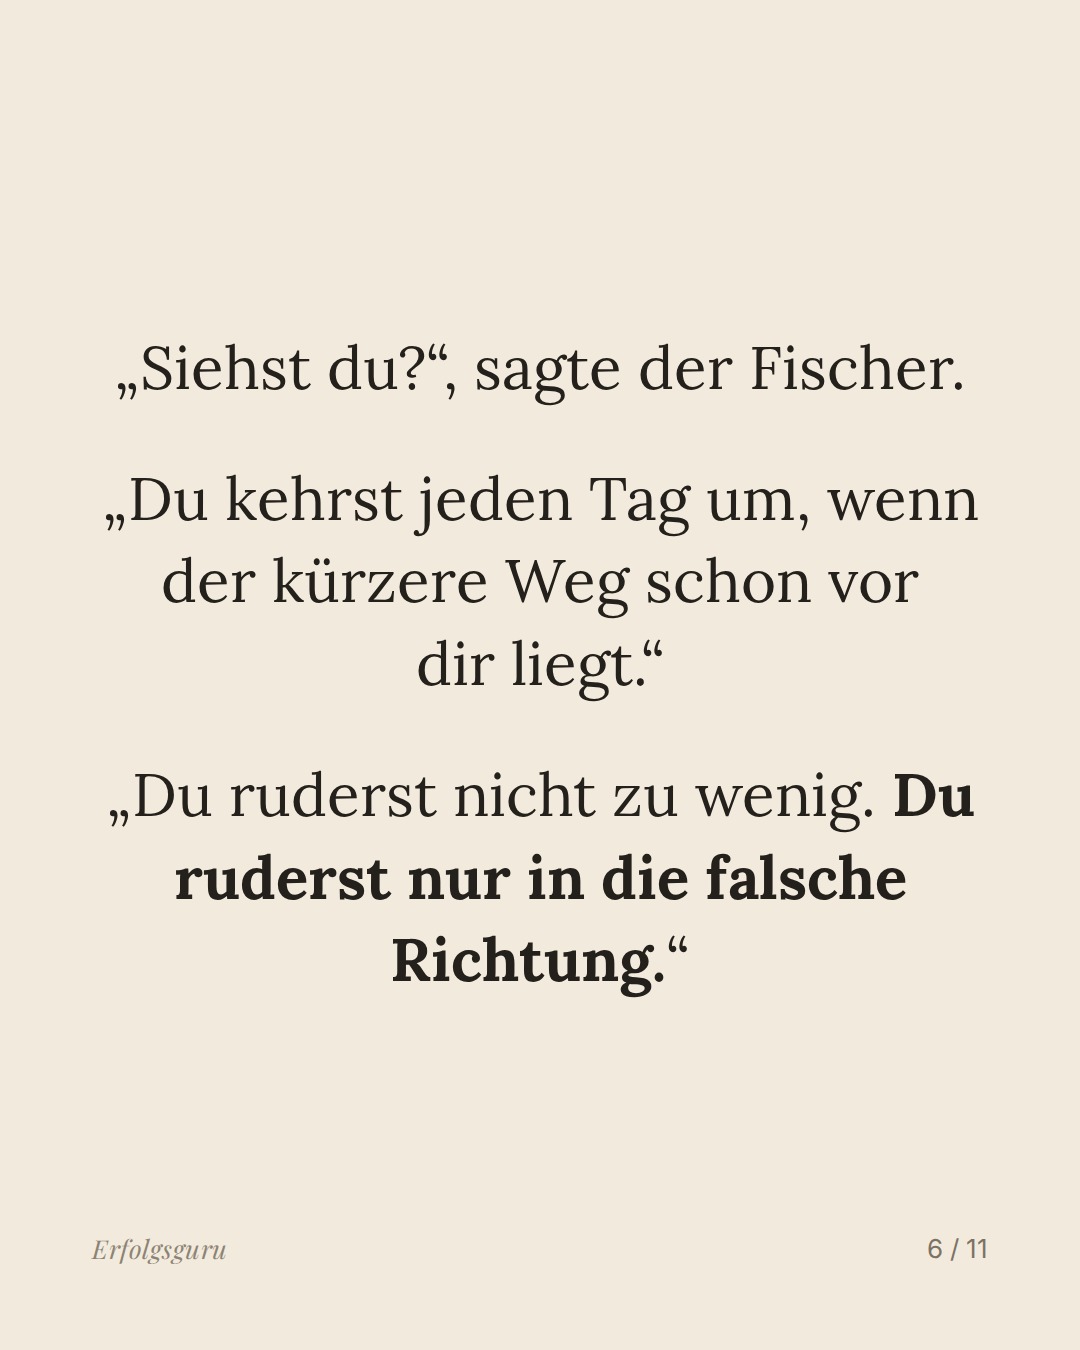 „Siehst du?“, sagte der Fischer.
„Du kehrst jeden Tag um, wenn
der kürzere Weg schon vor
dir liegt.“
„Du ruderst nicht zu wenig. Du
ruderst nur in die falsche
Richtung.“
Erfolgsguru
6 / 11